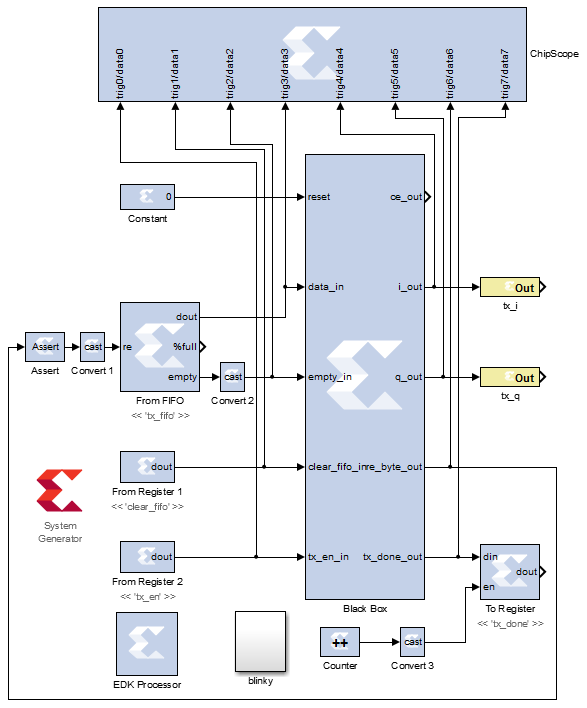 trig0/data0
trig1/data1
trig2/data2
trig3/data3
trig4/data4
trig5/data5
trig6/data6
trig7/data7
ChipScope
0
Constant
reset
ce_out
data_in
i_out
Out
tx_i
Assert
Assert
cast
Convert 1
re
dout
%full
empty
From FIFO
<< 'tx_fifo' >>
cast
Convert 2
empty_in
q_out
Out
tx_q
dout
From Register 1
<< 'clear_fifo' >>
clear_fifo_in
re_byte_out
System
Generator
dout
From Register 2
<< 'tx_en' >>
tx_en_in
tx_done_out
Black Box
din
en
dout
To Register
<< 'tx_done' >>
EDK Processor
blinky
++
Counter
cast
Convert 3